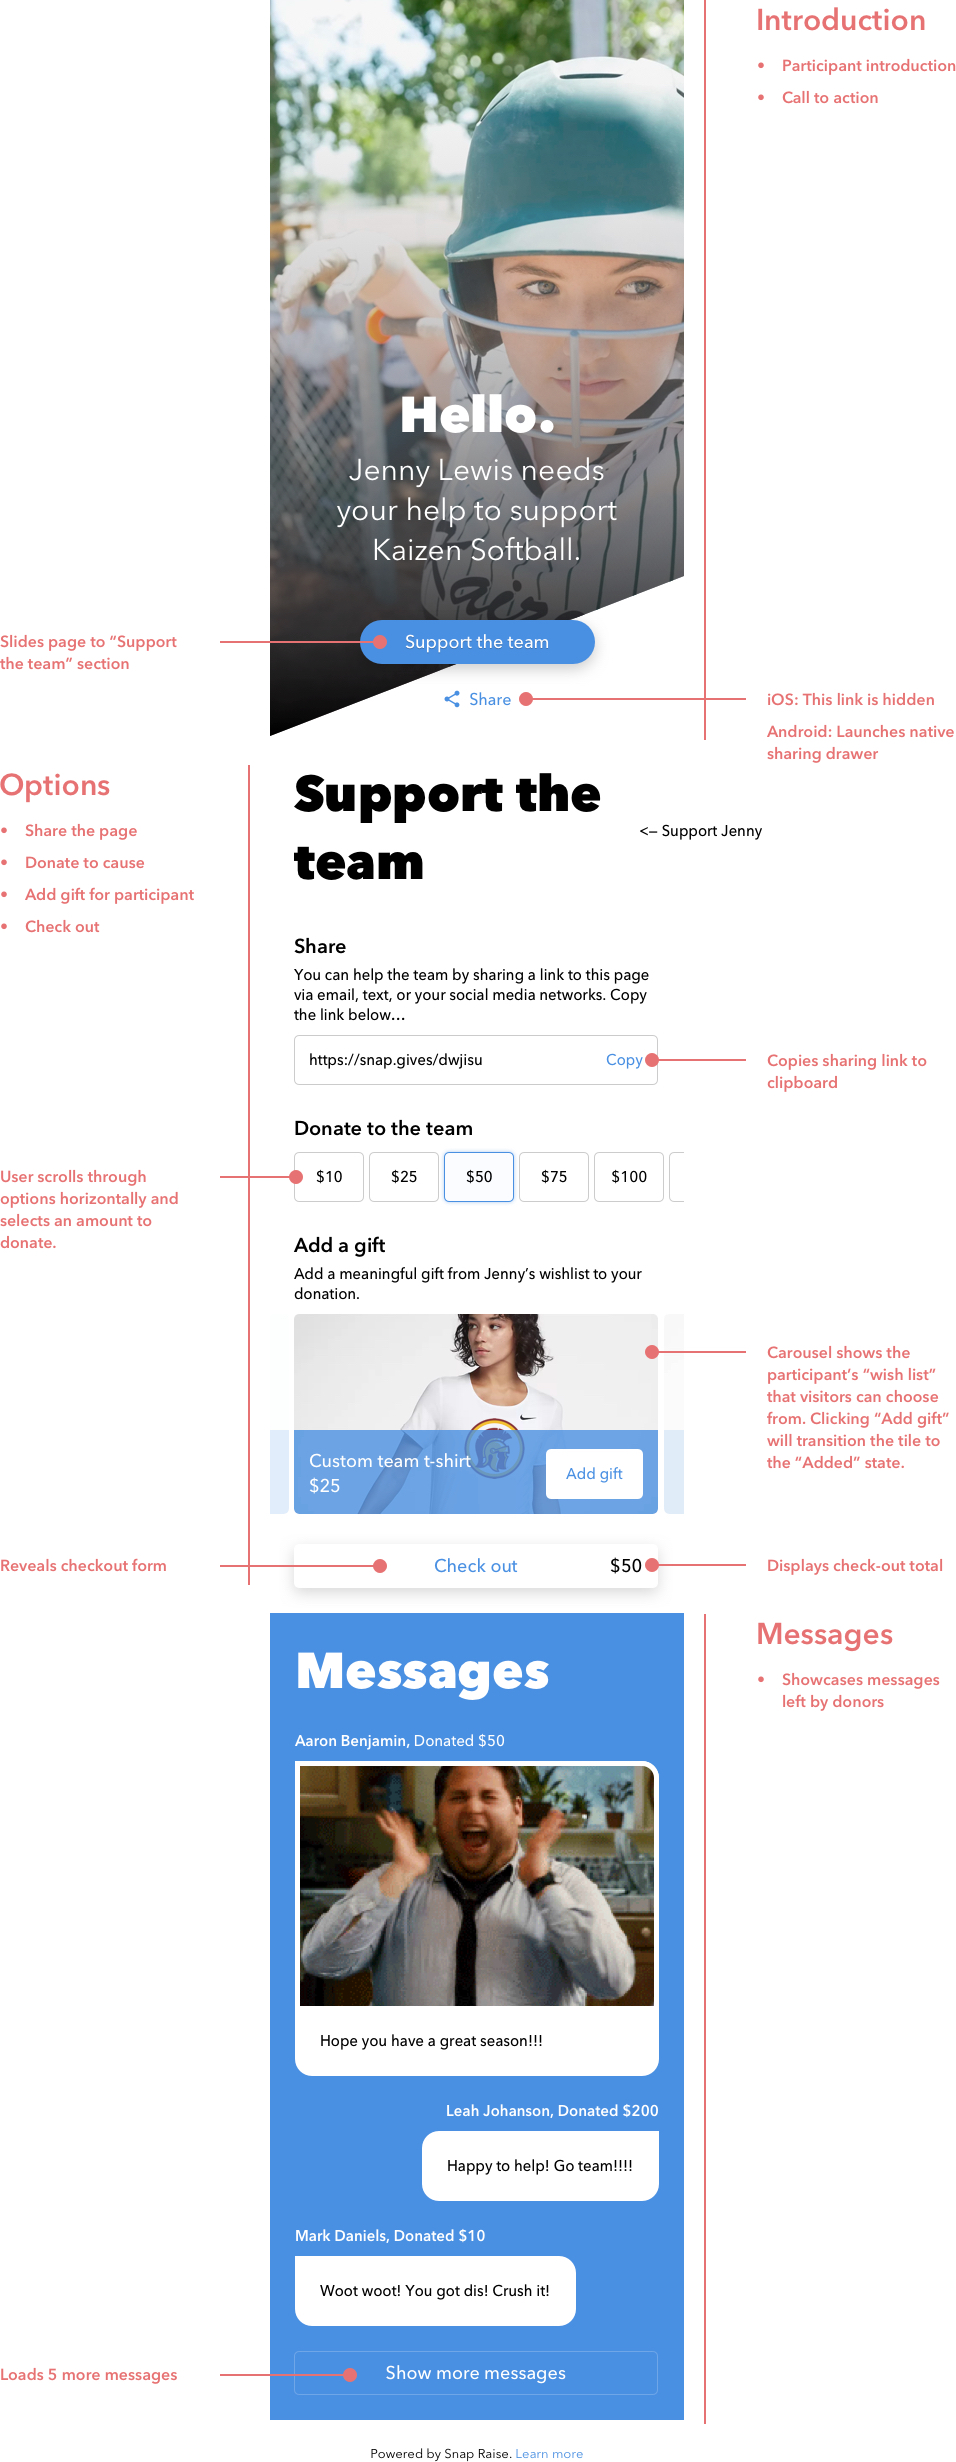 Introduction
• Participant introduction
• Call to action
Hello.
Jenny Lewis needs
your help to support
Kaizen Softball.
Slides page to “Support
the team” section
Support the team
Share
iOS: This link is hidden
Android: Launches native
sharing drawer
Options
• Share the page
• Donate to cause
• Add gift for participant
• Check out
Support the
team
<– Support Jenny
Share
You can help the team by sharing a link to this page
via email, text, or your social media networks. Copy
the link below…
https://snap.gives/dwjisu
Copy
Copies sharing link to
clipboard
Donate to the team
User scrolls through
options horizontally and
selects an amount to
donate.
$10 $25 $50 $75 $100
Add a gift
Add a meaningful gift from Jenny’s wishlist to your
donation.
Carousel shows the
participant’s “wish list”
that visitors can choose
from. Clicking “Add gift”
will transition the tile to
the “Added” state.
Custom team t-shirt
$25
Add gift
Reveals checkout form
Check out
$50
Displays check-out total
Messages
• Showcases messages
left by donors
Messages
Aaron Benjamin, Donated $50
Hope you have a great season!!!
Leah Johanson, Donated $200
Happy to help! Go team!!!!
Mark Daniels, Donated $10
Woot woot! You got dis! Crush it!
Loads 5 more messages
Show more messages
Powered by Snap Raise. Learn more